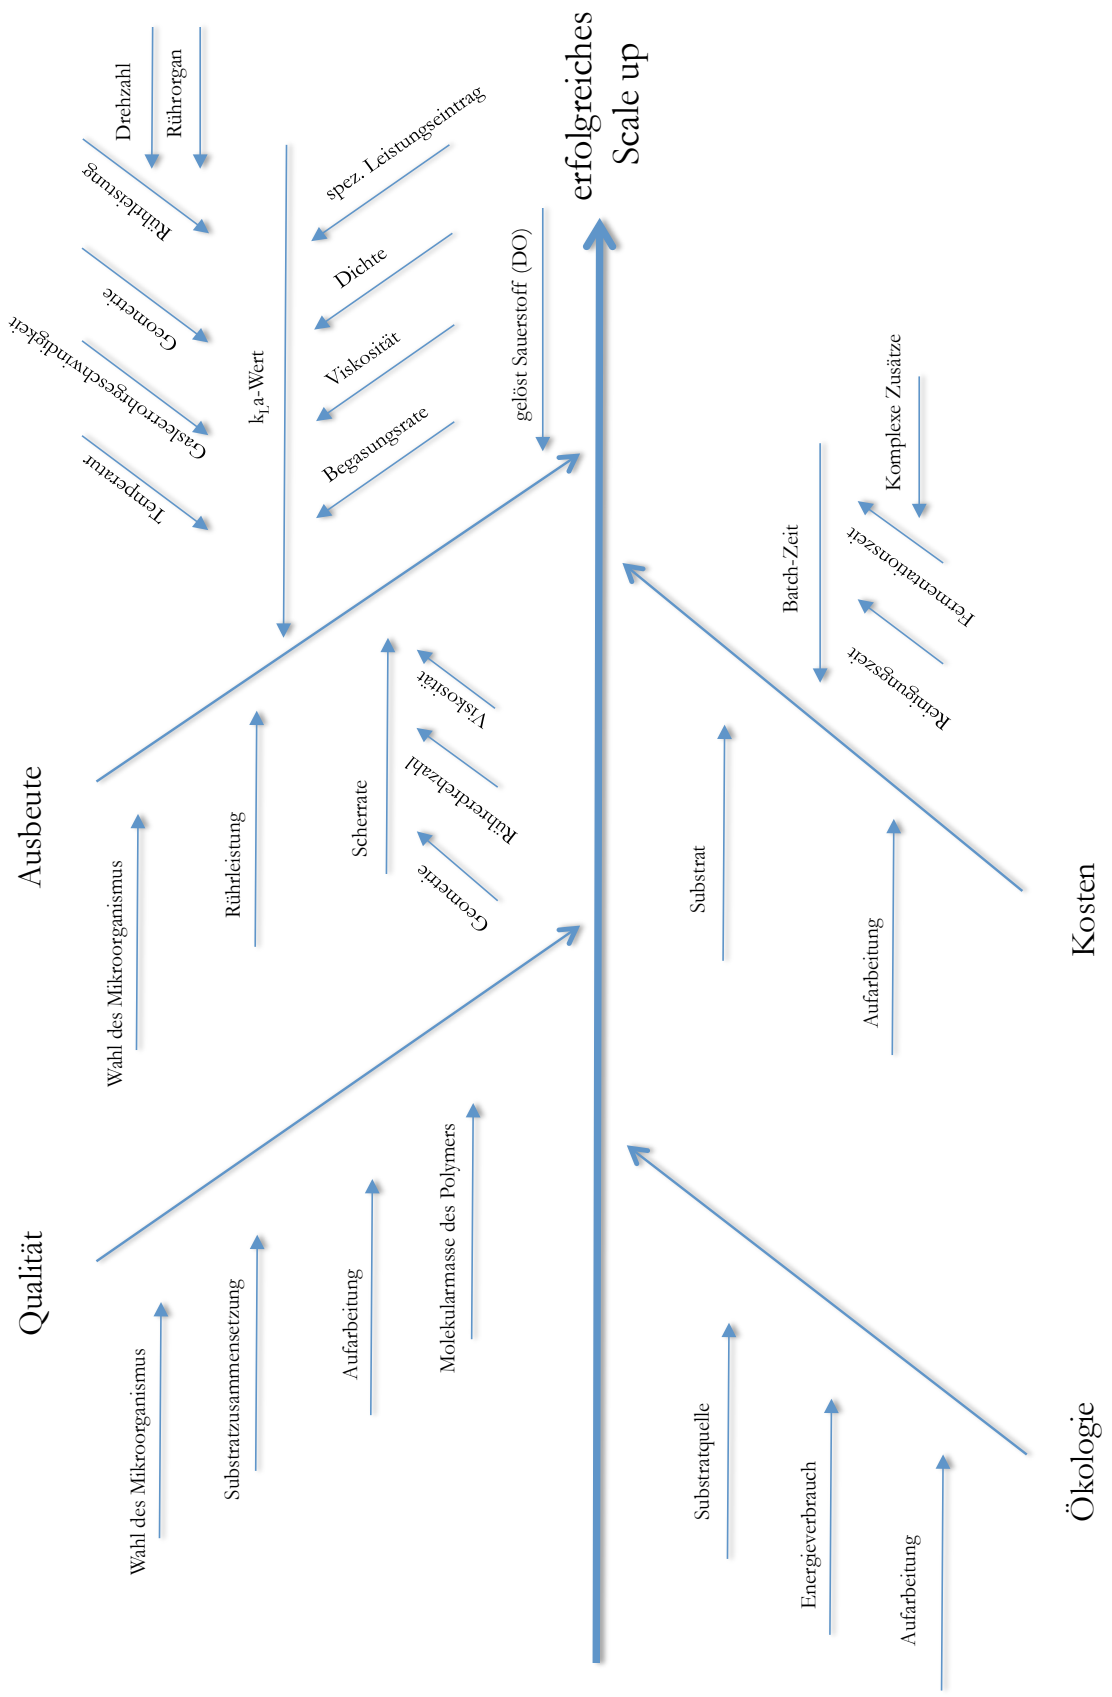 Qualität
Wahl des Mikroorganismus
Substratzusammensetzung
Aufarbeitung
Molekularmasse des Polymers
Ausbeute
Wahl des Mikroorganismus
Rührleistung
Scherrate
Geometrie
Rührerdrehzahl
Viskosität
Temperatur
Gasleerrohrgeschwindigkeit
Geometrie
Rührleistung
Drehzahl
Rührorgan
kLa-Wert
Begasungsrate
Viskosität
Dichte
spez. Leistungseintrag
gelöst Sauerstoff (DO)
erfolgreiches
Scale up
Substratquelle
Energieverbrauch
Aufarbeitung
Ökologie
Substrat
Aufarbeitung
Batch-Zeit
Reinigungszeit
Fermentationszeit
Komplexe Zusätze
Kosten